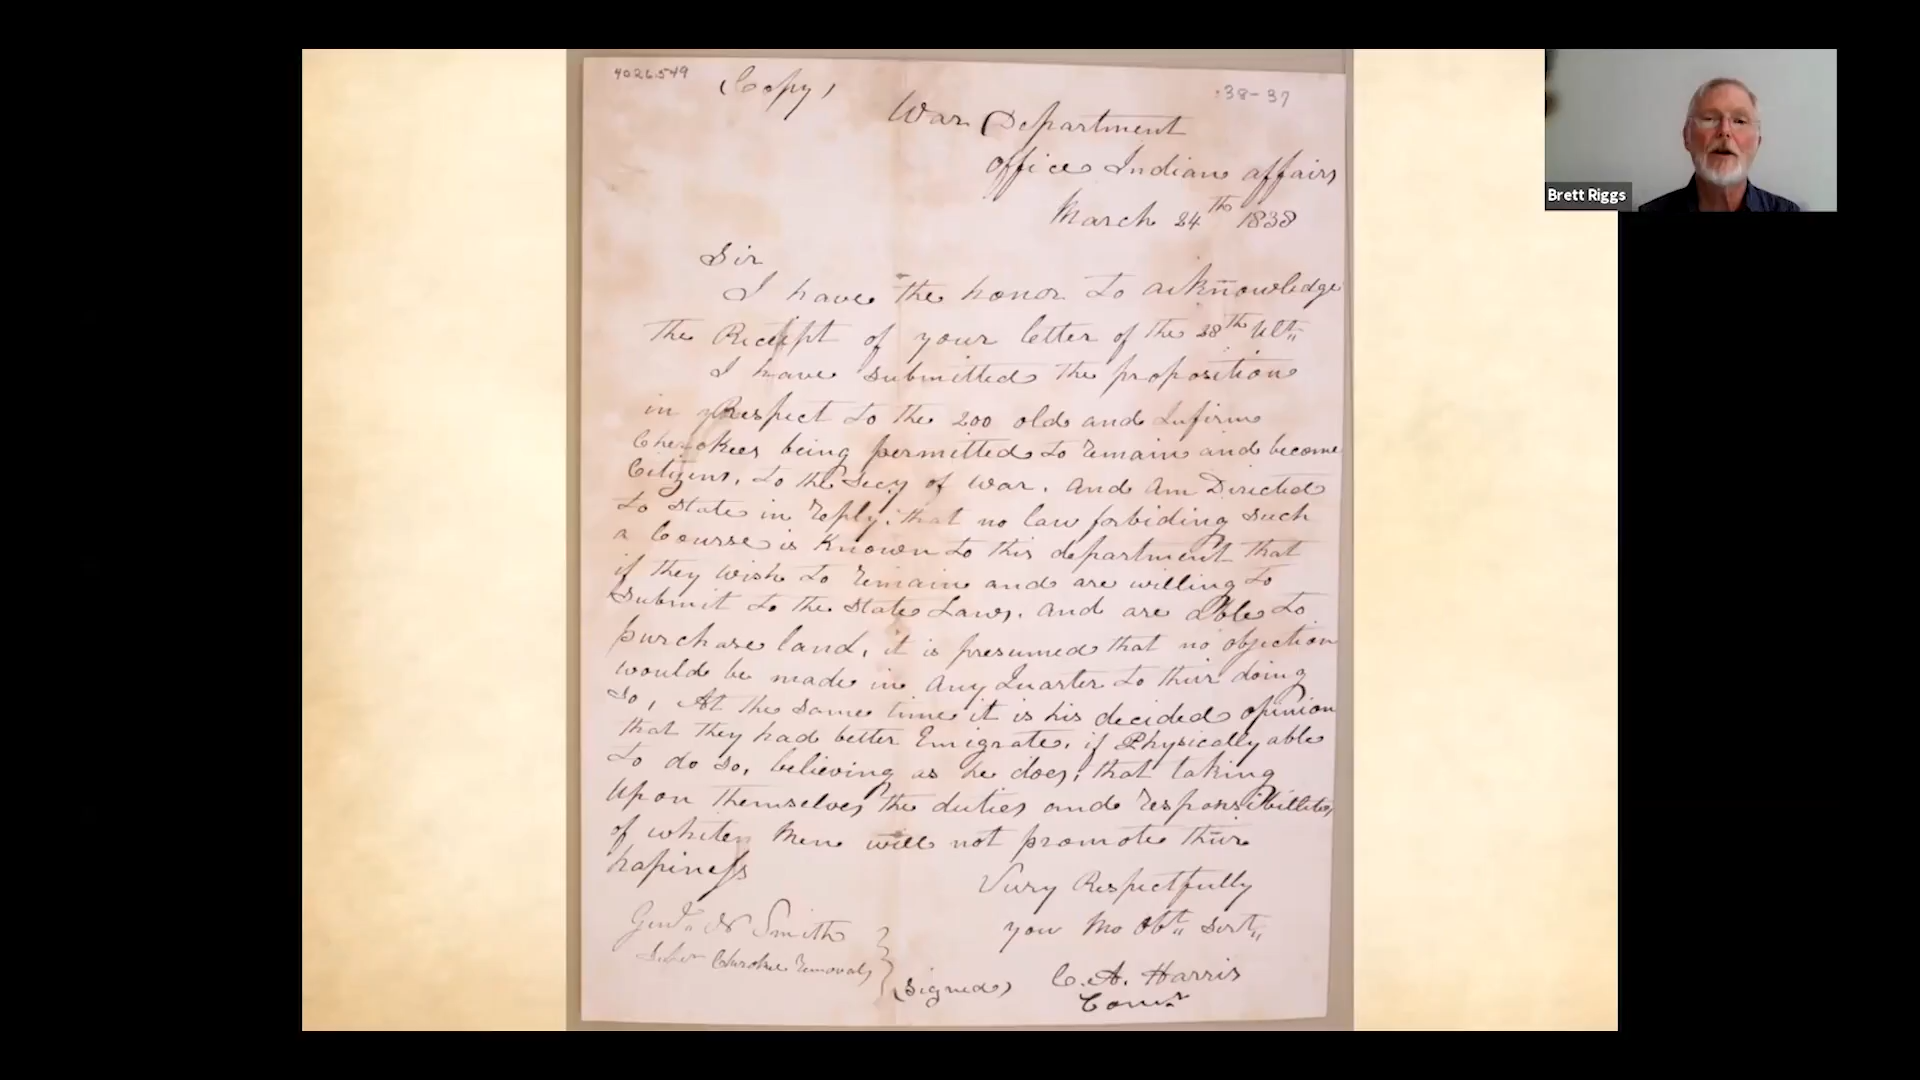 4026.549
(Copy)
:38-37
War Department
Office Indian affairs
March 24th 1838
Brett Riggs
Sir
I have the honor to acknowledge
the Receipt of your letter of the 28th Ult"
I have submitted the proposition
in Respect to the 200 old and Infirm
Cherokees being permitted to remain and become
Citizens, to the Secy of War. and am Directed
to State in Reply: that no law forbiding such
a Course is Known to this department that
if they wish to remain and are willing to
Submit to the State Laws. and are able to
purchase land, it is presumed that no objection
would be made in any Quarter to their doing
so, At the same time it is his decided opinion
that they had better Emigrate, if Physically able
to do so, believing as he does, that taking
upon themselves the duties and responsibilities
of white men will not promote their
hapiness
Very Respectfully
your Mo Obt" Servt"
Genl. N Smith
Cherokee removal
(signed) C. A. Harris
Comr